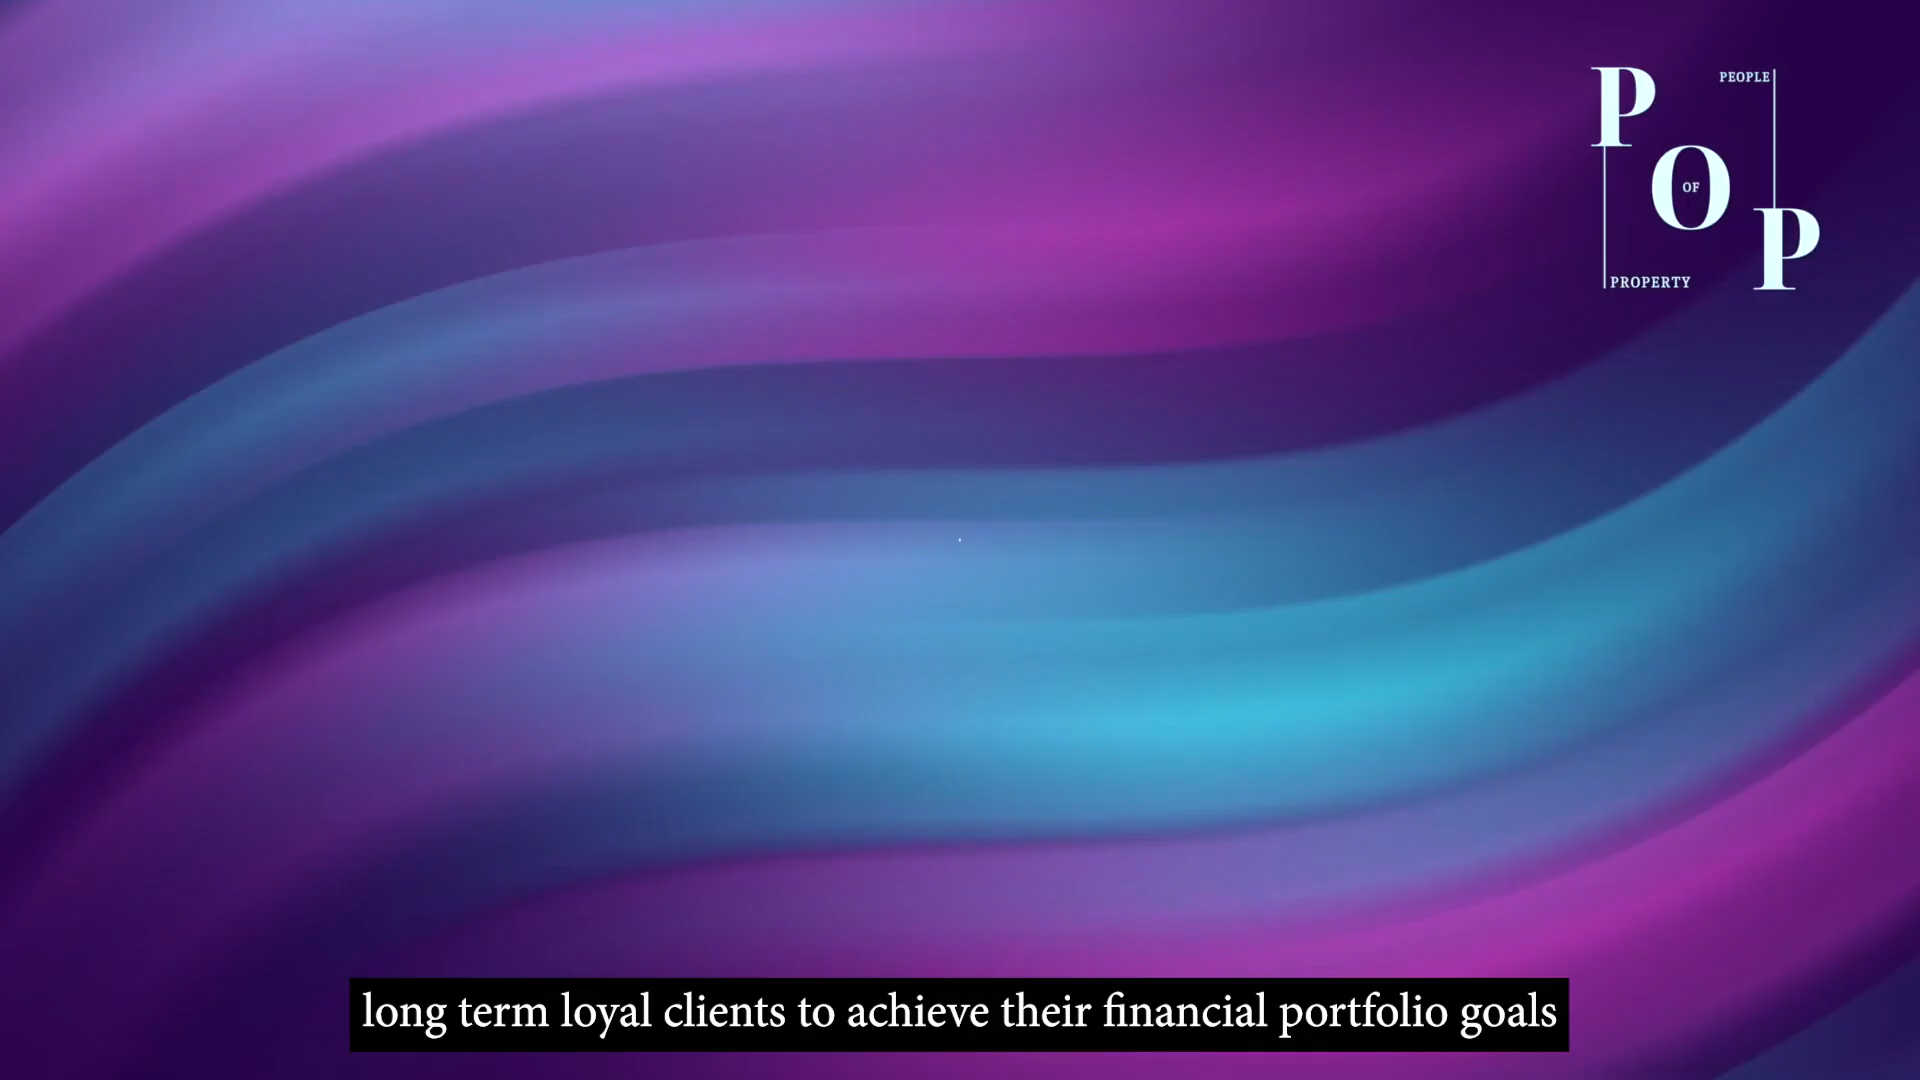 P
PEOPLE
O
OF
P
PROPERTY
long term loyal clients to achieve their financial portfolio goals